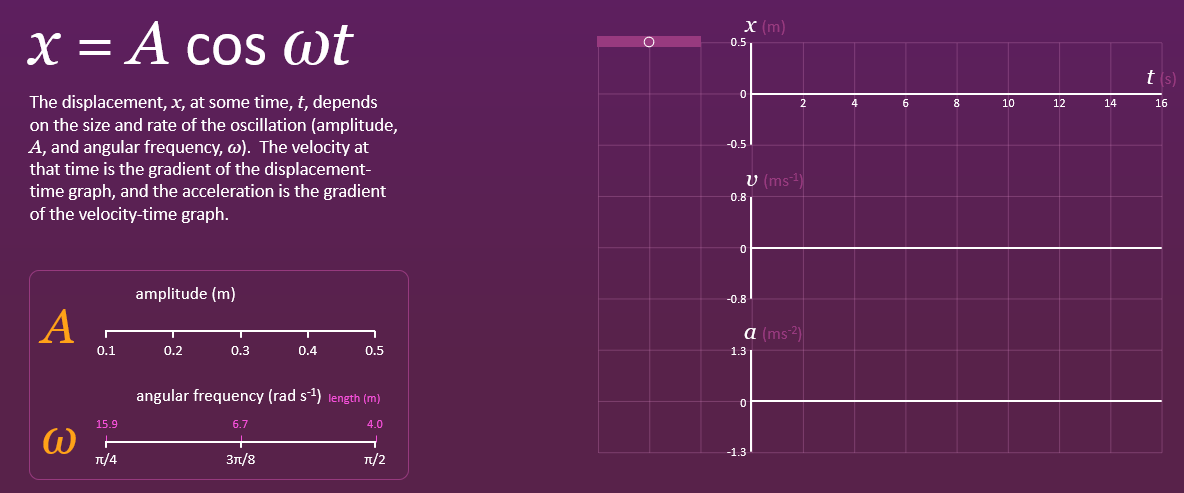 x = A cos ωt
The displacement, x, at some time, t, depends
on the size and rate of the oscillation (amplitude,
A, and angular frequency, ω).  The velocity at
that time is the gradient of the displacement-
time graph, and the acceleration is the gradient
of the velocity-time graph.
amplitude (m)
A
0.1 0.2 0.3 0.4 0.5
angular frequency (rad s⁻¹) length (m)
15.9 6.7 4.0
ω
π/4 3π/8 π/2
x (m)
0.5
t (s)
0
2 4 6 8 10 12 14 16
-0.5
v (ms⁻¹)
0.8
0
-0.8
a (ms⁻²)
1.3
0
-1.3